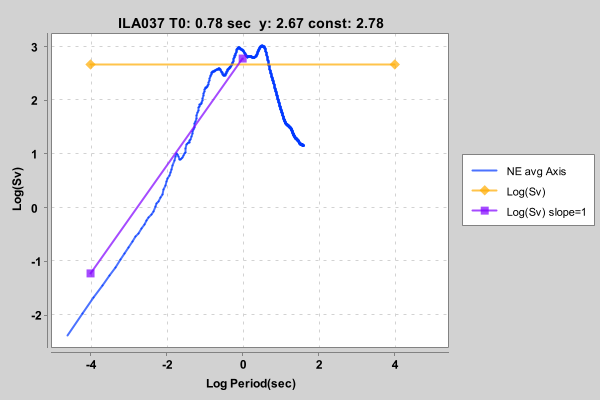 ILA037 T0: 0.78 sec  y: 2.67 const: 2.78
3
2
1
0
-1
-2
Log(Sv)
-4
-2
0
2
4
Log Period(sec)
NE avg Axis
Log(Sv)
Log(Sv) slope=1